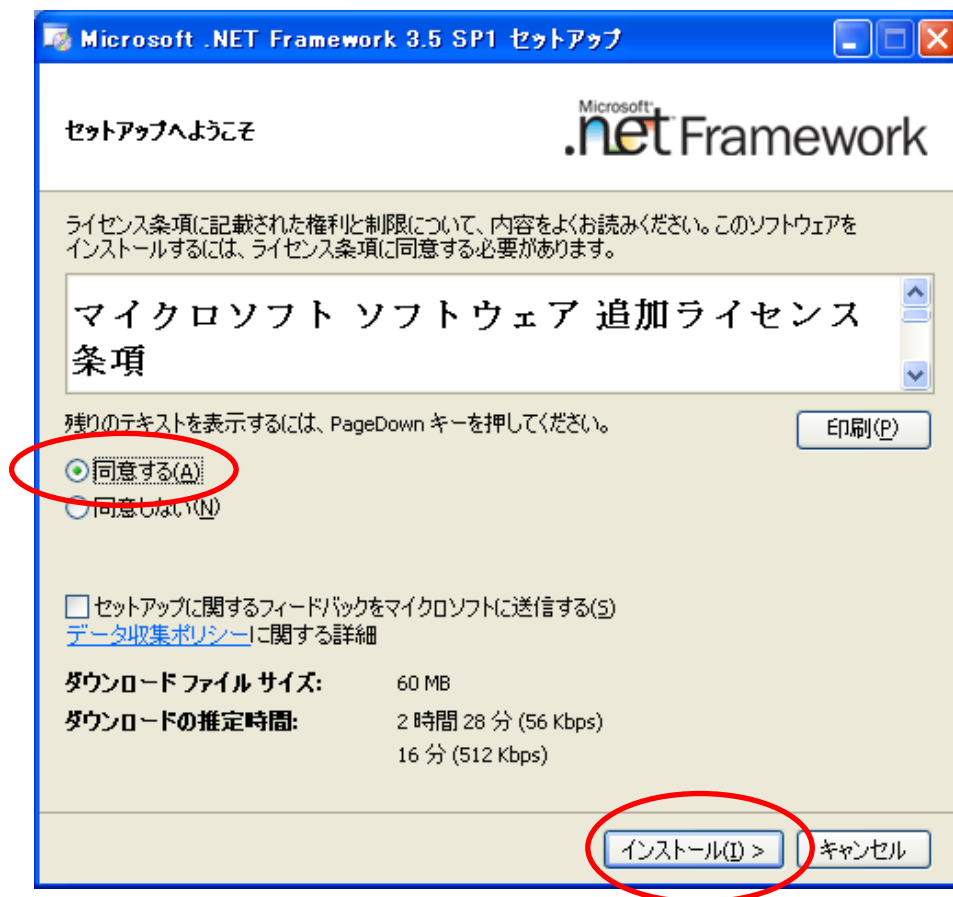 Microsoft .NET Framework 3.5 SP1 セットアップ
セットアップへようこそ
Microsoft
.net Framework
ライセンス条項に記載された権利と制限について、内容をよくお読みください。このソフトウェアを
インストールするには、ライセンス条項に同意する必要があります。
マイクロソフト ソフトウェア 追加ライセンス
条項
残りのテキストを表示するには、PageDown キーを押してください。
印刷(P)
同意する(A)
同意しない(N)
セットアップに関するフィードバックをマイクロソフトに送信する(S)
データ収集ポリシーに関する詳細
ダウンロード ファイル サイズ: 60 MB
ダウンロードの推定時間: 2 時間 28 分 (56 Kbps)
16 分 (512 Kbps)
インストール(I) > キャンセル